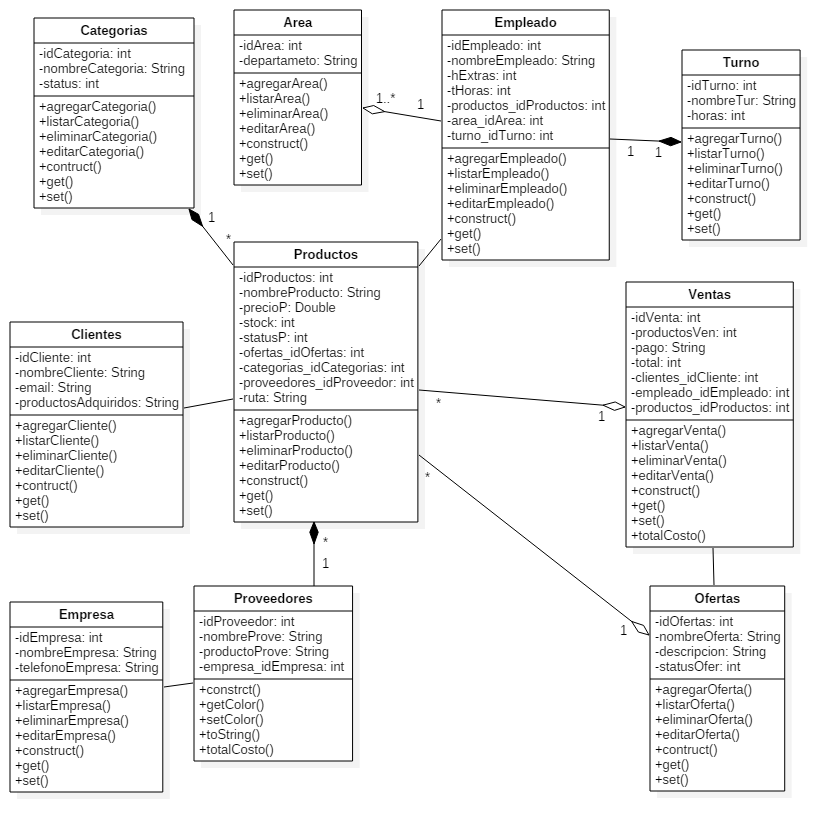 Categorias
-idCategoria: int
-nombreCategoria: String
-status: int
+agregarCategoria()
+listarCategoria()
+eliminarCategoria()
+editarCategoria()
+contruct()
+get()
+set()
Area
-idArea: int
-departameto: String
+agregarArea()
+listarArea()
+eliminarArea()
+editarArea()
+construct()
+get()
+set()
1..*
1
Empleado
-idEmpleado: int
-nombreEmpleado: String
-hExtras: int
-tHoras: int
-productos_idProductos: int
-area_idArea: int
-turno_idTurno: int
+agregarEmpleado()
+listarEmpleado()
+eliminarEmpleado()
+editarEmpleado()
+construct()
+get()
+set()
1
1
Turno
-idTurno: int
-nombreTur: String
-horas: int
+agregarTurno()
+listarTurno()
+eliminarTurno()
+editarTurno()
+construct()
+get()
+set()
1
*
Productos
-idProductos: int
-nombreProducto: String
-precioP: Double
-stock: int
-statusP: int
-ofertas_idOfertas: int
-categorias_idCategorias: int
-proveedores_idProveedor: int
-ruta: String
+agregarProducto()
+listarProducto()
+eliminarProducto()
+editarProducto()
+construct()
+get()
+set()
Clientes
-idCliente: int
-nombreCliente: String
-email: String
-productosAdquiridos: String
+agregarCliente()
+listarCliente()
+eliminarCliente()
+editarCliente()
+contruct()
+get()
+set()
*
1
Ventas
-idVenta: int
-productosVen: int
-pago: String
-total: int
-clientes_idCliente: int
-empleado_idEmpleado: int
-productos_idProductos: int
+agregarVenta()
+listarVenta()
+eliminarVenta()
+editarVenta()
+construct()
+get()
+set()
+totalCosto()
*
1
*
1
Empresa
-idEmpresa: int
-nombreEmpresa: String
-telefonoEmpresa: String
+agregarEmpresa()
+listarEmpresa()
+eliminarEmpresa()
+editarEmpresa()
+construct()
+get()
+set()
Proveedores
-idProveedor: int
-nombreProve: String
-productoProve: String
-empresa_idEmpresa: int
+constrct()
+getColor()
+setColor()
+toString()
+totalCosto()
Ofertas
-idOfertas: int
-nombreOferta: String
-descripcion: String
-statusOfer: int
+agregarOferta()
+listarOferta()
+eliminarOferta()
+editarOferta()
+contruct()
+get()
+set()